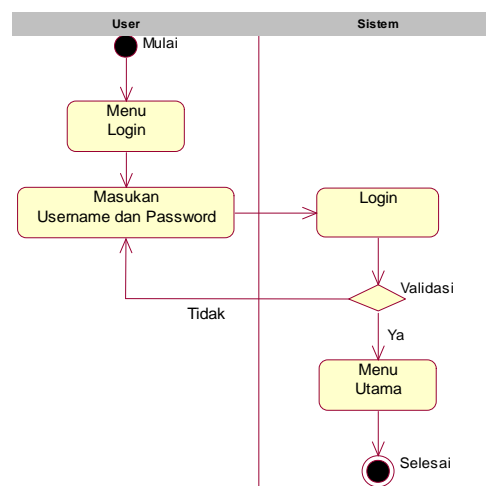 User
Sistem
Mulai
Menu
Login
Masukan
Username dan Password
Login
Validasi
Tidak
Ya
Menu
Utama
Selesai